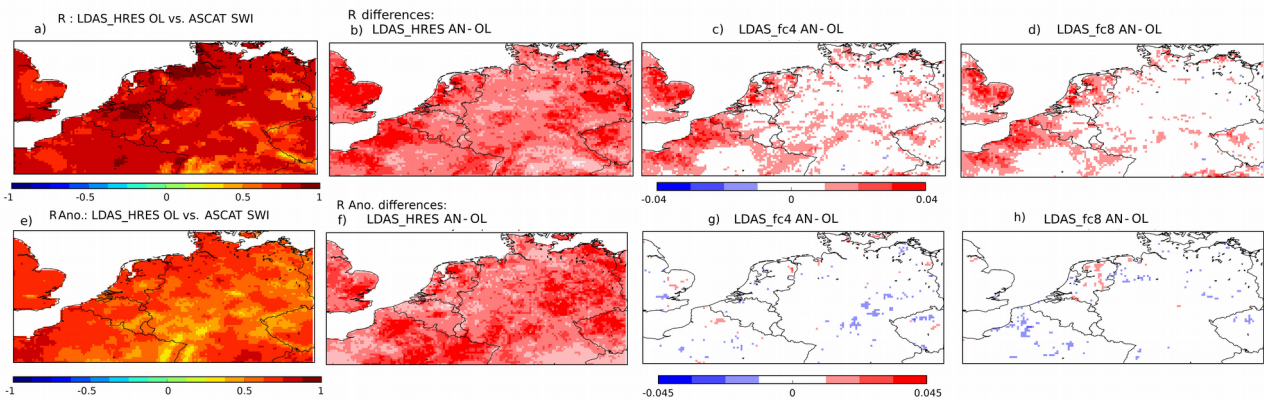 R : LDAS_HRES OL vs. ASCAT SWI
a)
R differences:
b) LDAS_HRES AN-OL
c) LDAS_fc4 AN-OL
d) LDAS_fc8 AN-OL
-1 -0.5 0 0.5 1
-0.04 0 0.04
e) R Ano.: LDAS_HRES OL vs. ASCAT SWI
R Ano. differences:
f) LDAS_HRES AN-OL
g) LDAS_fc4 AN-OL
h) LDAS_fc8 AN-OL
-1 -0.5 0 0.5 1
-0.045 0 0.045